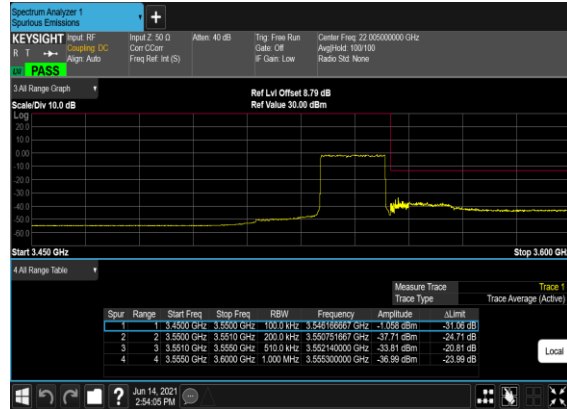 Spectrum Analyzer 1
Spurious Emissions
KEYSIGHT Input: RF Input Z: 50 Ω Atten: 40 dB Trig: Free Run Center Freq: 22.005000000 GHz
R T Coupling: DC Corr CCorr Gate: Off Avg|Hold: 100/100
Align: Auto Freq Ref: Int (S) IF Gain: Low Radio Std: None
PASS
3 All Range Graph Ref Lvl Offset 8.79 dB
Scale/Div 10.0 dB Ref Value 30.00 dBm
Log
20.0
10.0
0.00
-10.0
-20.0
-30.0
-40.0
-50.0
-60.0
Start 3.450 GHz Stop 3.600 GH
4 All Range Table
Measure Trace Trace 1
Trace Type Trace Average (Active)
Spur Range Start Freq Stop Freq RBW Frequency Amplitude ΔLimit
1 1 3.4500 GHz 3.5500 GHz 100.0 kHz 3.546166667 GHz -1.058 dBm -31.06 dB
2 2 3.5500 GHz 3.5510 GHz 200.0 kHz 3.550751667 GHz -37.71 dBm -24.71 dB
3 3 3.5510 GHz 3.5550 GHz 510.0 kHz 3.552140000 GHz -33.81 dBm -20.81 dB
4 4 3.5550 GHz 3.6000 GHz 1.000 MHz 3.555300000 GHz -36.99 dBm -23.99 dB
Local
? Jun 14, 2021
2:54:05 PM